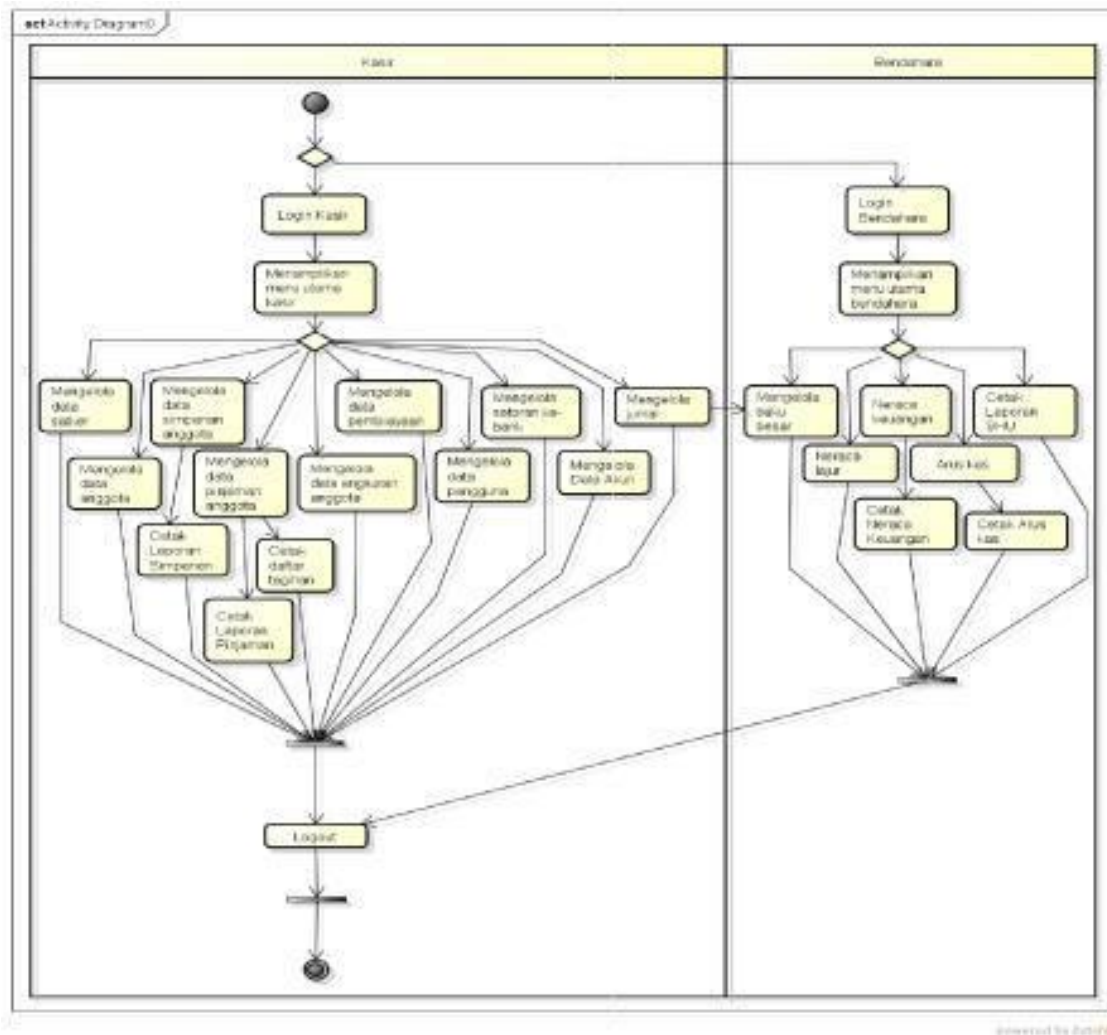 act Activity Diagram0
Kasir
Bendahara
Login Kasir
Login
Bendahara
Menampilkan
menu utama
kasir
Menampilkan
menu utama
bendahara
Mengelola
data
Mengelola
data
simpanan
anggota
Mengelola
data
pembiayaan
Mengelola
setoran ke
bank
Mengelola
jurnal
Mengelola
data
anggota
Mengelola
data
pinjaman
anggota
Mengelola
data angsuran
anggota
Mengelola
data
pengguna
Mengelola
Data Akun
Cetak
Laporan
Simpanan
Cetak
daftar
tagihan
Cetak
Laporan
Pinjaman
Mengelola
buku
besar
Neraca
keuangan
Cetak
Laporan
SHU
Neraca
lajur
Arus kas
Cetak
Neraca
Keuangan
Cetak Arus
kas
Logout
powered by Astah